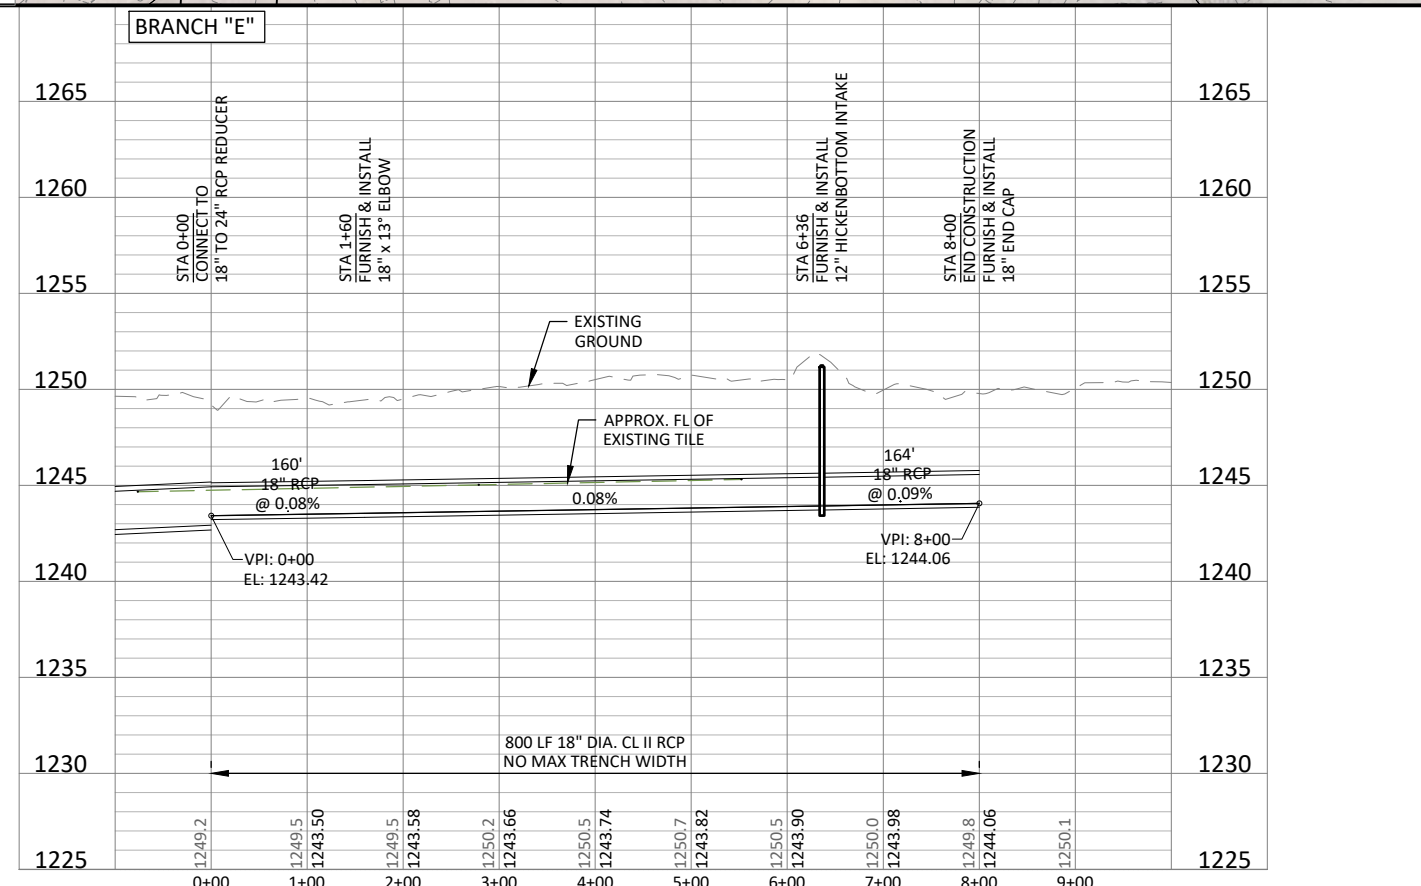 BRANCH "E"
1265
1265
1260
1260
1255
1255
1250
1250
1245
1245
1240
1240
1235
1235
1230
1230
1225
1225
STA 0+00
CONNECT TO
18" TO 24" RCP REDUCER
STA 1+60
FURNISH & INSTALL
18" x 13° ELBOW
STA 6+36
FURNISH & INSTALL
12" HICKENBOTTOM INTAKE
STA 8+00
END CONSTRUCTION
FURNISH & INSTALL
18" END CAP
EXISTING
GROUND
APPROX. FL OF
EXISTING TILE
160'
18" RCP
@ 0.08%
0.08%
164'
18" RCP
@ 0.09%
VPI: 0+00
EL: 1243.42
VPI: 8+00
EL: 1244.06
800 LF 18" DIA. CL II RCP
NO MAX TRENCH WIDTH
1249.2
1249.5
1243.50
1249.5
1243.58
1250.2
1243.66
1250.5
1243.74
1250.7
1243.82
1250.5
1243.90
1250.0
1243.98
1249.8
1244.06
1250.1
0+00
1+00
2+00
3+00
4+00
5+00
6+00
7+00
8+00
9+00